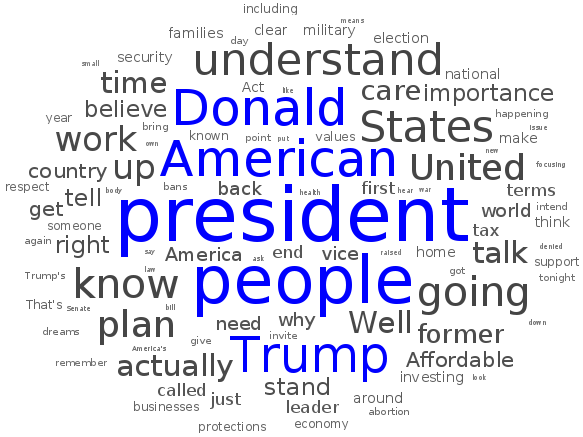 including
means
families clear military
day election
understand
small security national
time Act like care importance
Donald
believe
year happening
bring known point put values States make issue
work own
American
new focusing
country up United
respect bans back health first hear war terms
body
get tell president world intend
someone think
again right say America ask end vice raised home tax denied
talk support
Trump's know law people got tonight
going
That's Senate bill
plan need why Well down
dreams give invite former
America's Trump
remember actually Affordable
called just stand investing look
businesses leader around
abortion
protections economy